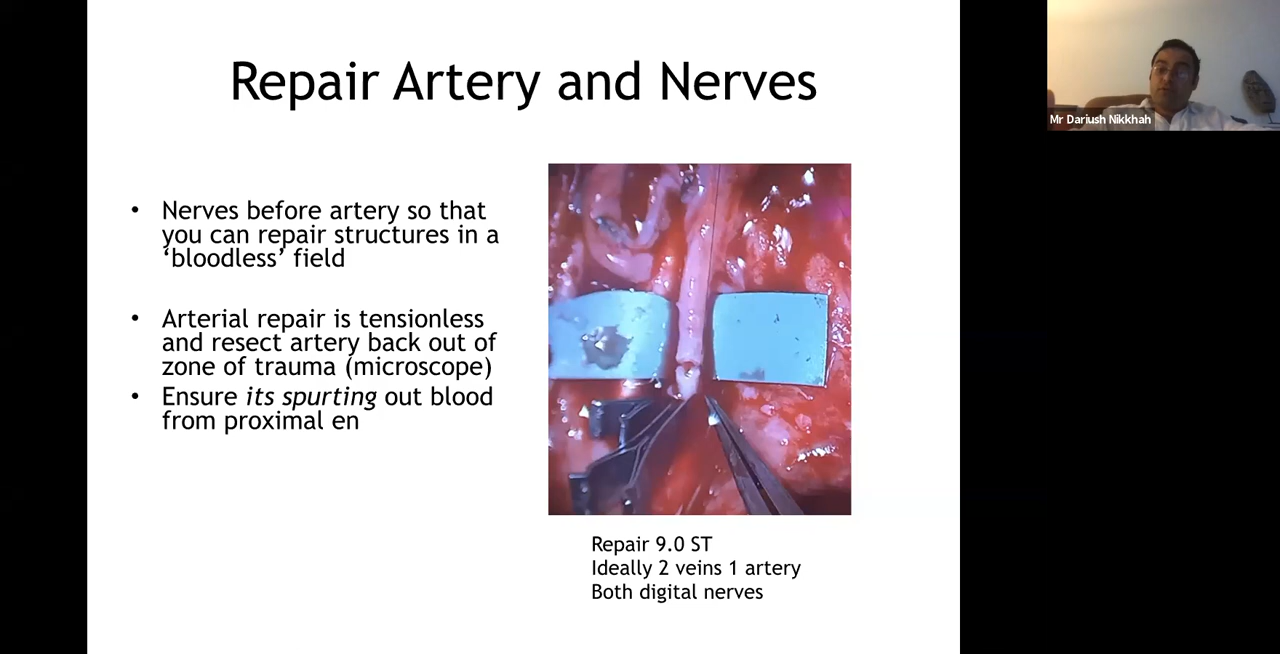 Repair Artery and Nerves
Mr Dariush Nikkhah
• Nerves before artery so that
you can repair structures in a
‘bloodless’ field
• Arterial repair is tensionless
and resect artery back out of
zone of trauma (microscope)
• Ensure its spurting out blood
from proximal en
Repair 9.0 ST
Ideally 2 veins 1 artery
Both digital nerves